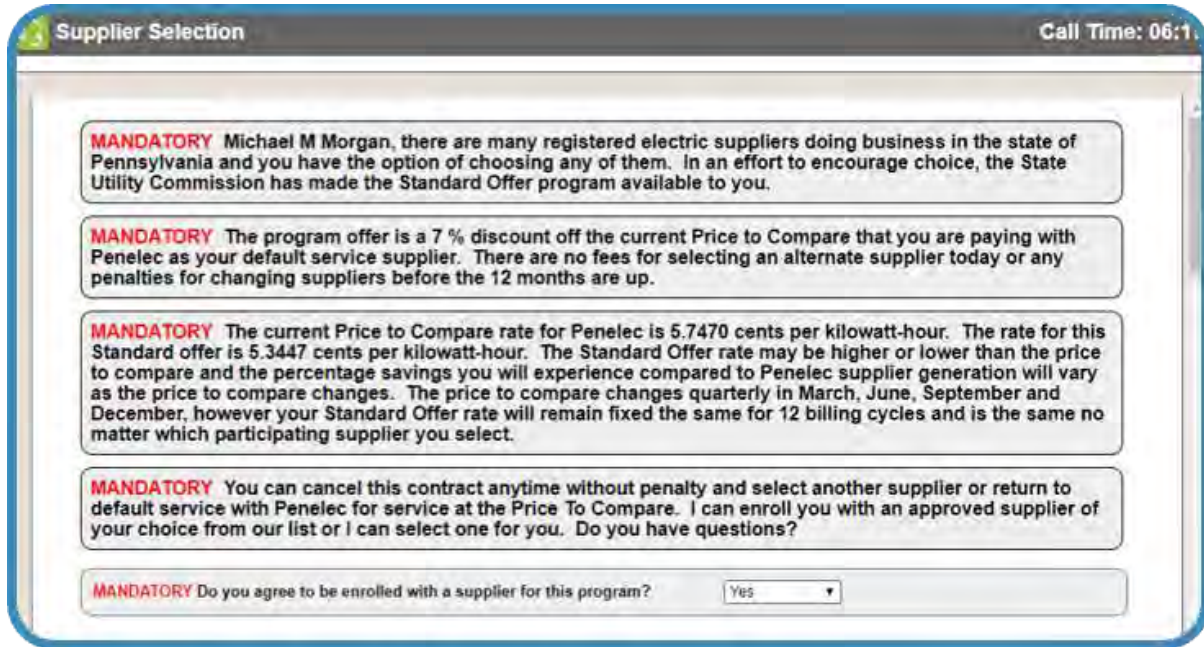 Supplier Selection
Call Time: 06:1
MANDATORY Michael M Morgan, there are many registered electric suppliers doing business in the state of
Pennsylvania and you have the option of choosing any of them. In an effort to encourage choice, the State
Utility Commission has made the Standard Offer program available to you.
MANDATORY The program offer is a 7 % discount off the current Price to Compare that you are paying with
Penelec as your default service supplier. There are no fees for selecting an alternate supplier today or any
penalties for changing suppliers before the 12 months are up.
MANDATORY The current Price to Compare rate for Penelec is 5.7470 cents per kilowatt-hour. The rate for this
Standard offer is 5.3447 cents per kilowatt-hour. The Standard Offer rate may be higher or lower than the price
to compare and the percentage savings you will experience compared to Penelec supplier generation will vary
as the price to compare changes. The price to compare changes quarterly in March, June, September and
December, however your Standard Offer rate will remain fixed the same for 12 billing cycles and is the same no
matter which participating supplier you select.
MANDATORY You can cancel this contract anytime without penalty and select another supplier or return to
default service with Penelec for service at the Price To Compare. I can enroll you with an approved supplier of
your choice from our list or I can select one for you. Do you have questions?
MANDATORY Do you agree to be enrolled with a supplier for this program? Yes